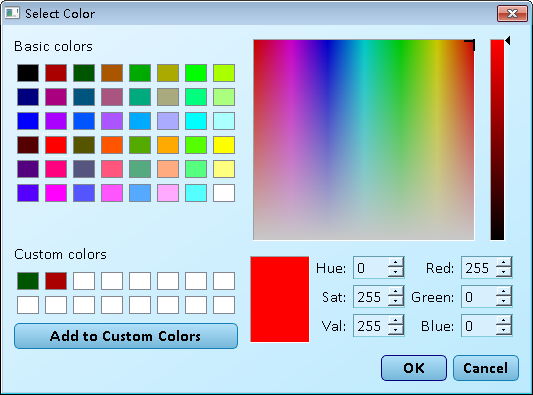 Select Color
Basic colors
Custom colors
Add to Custom Colors
Hue: 0 Red: 255
Sat: 255 Green: 0
Val: 255 Blue: 0
OK Cancel